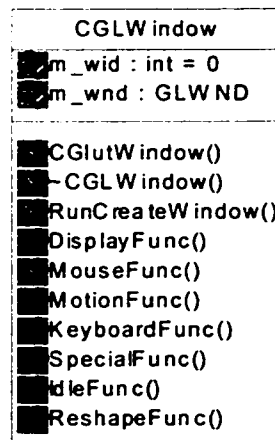 CGLWindow
m_wid : int = 0
m_wnd : GLWND
CGlutWindow()
~CGLWindow()
RunCreateWindow()
DisplayFunc()
MouseFunc()
MotionFunc()
KeyboardFunc()
SpecialFunc()
IdleFunc()
ReshapeFunc()